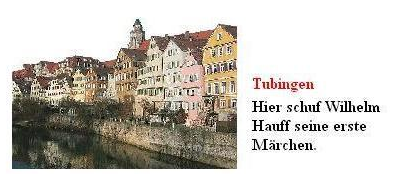 Tubingen
Hier schuf Wilhelm
Hauff seine erste
Märchen.